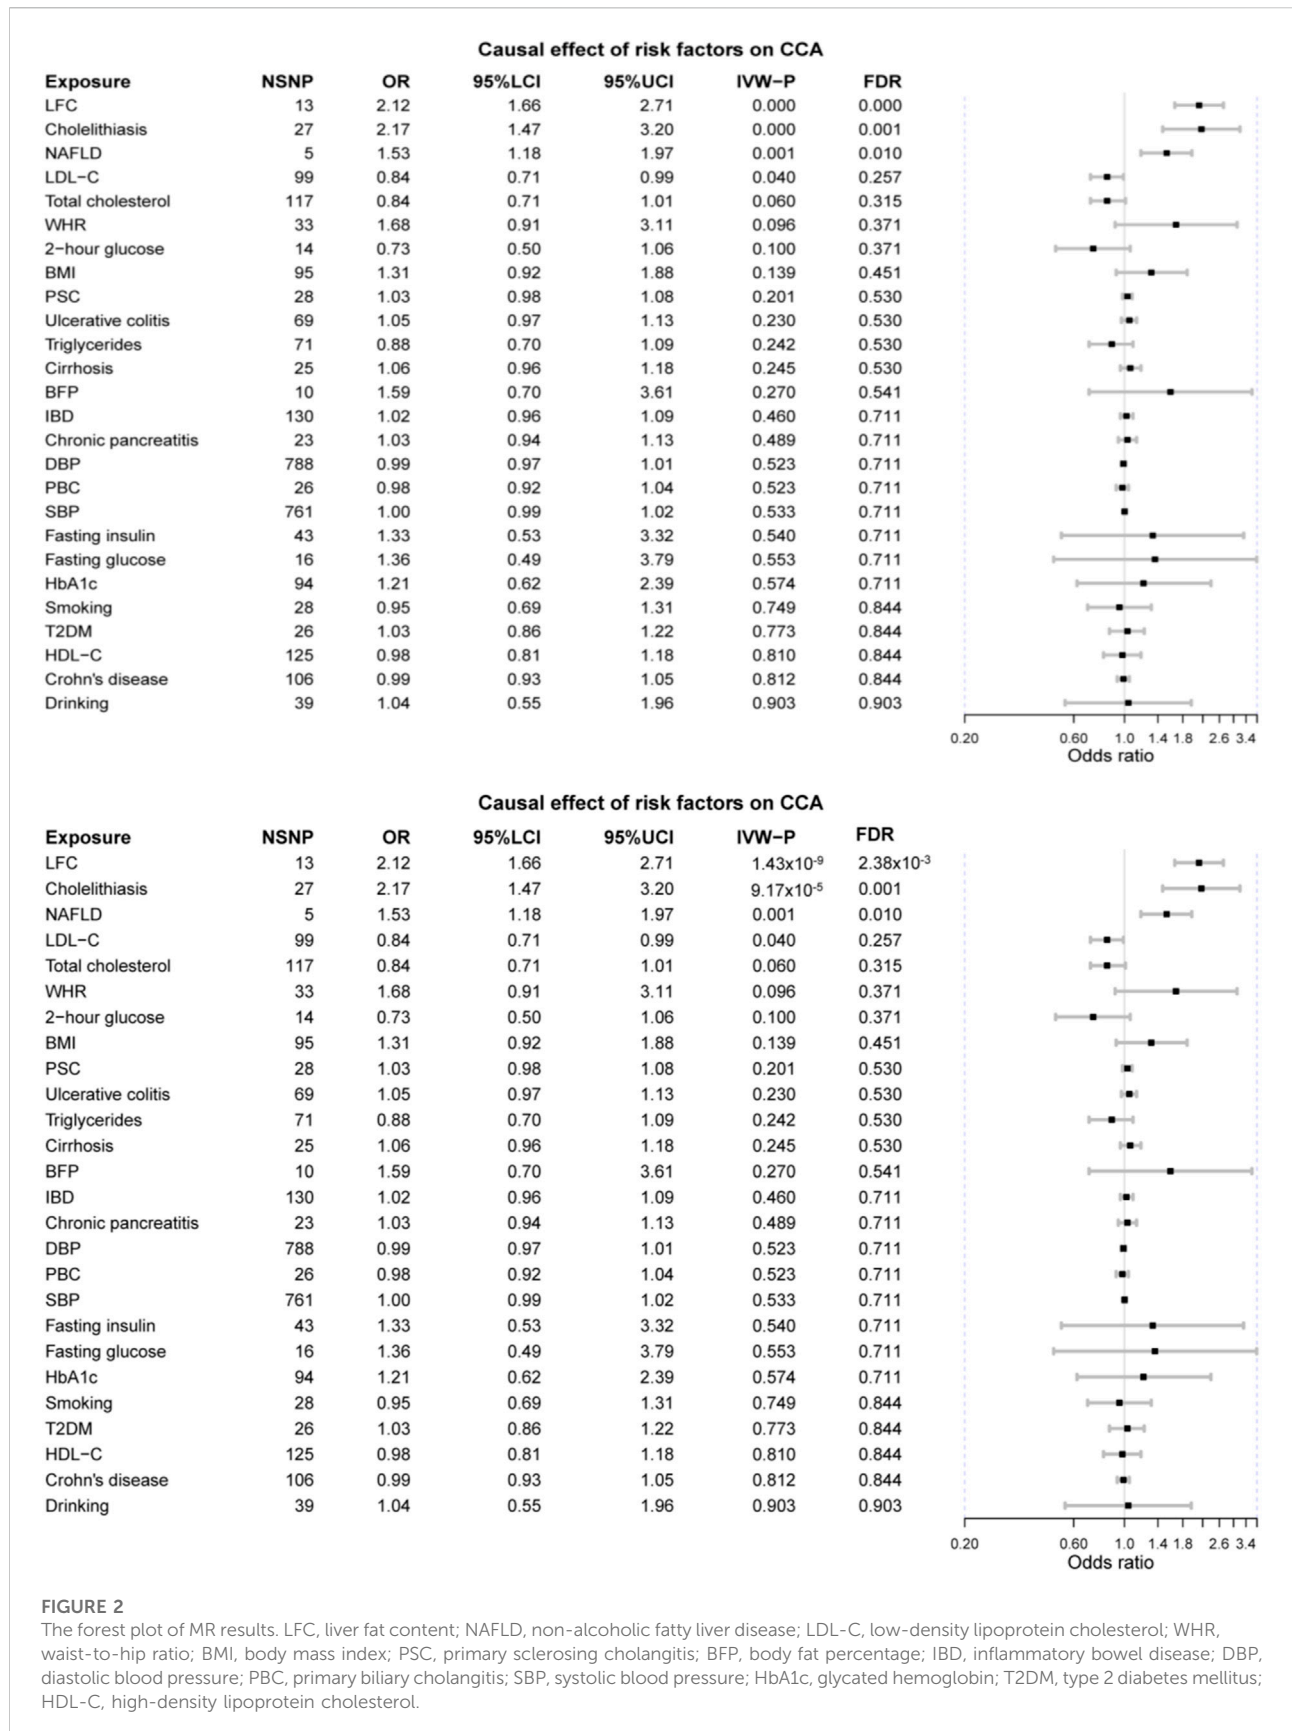 Causal effect of risk factors on CCA
Exposure NSNP OR 95%LCI 95%UCI IVW−P FDR
LFC 13 2.12 1.66 2.71 0.000 0.000
Cholelithiasis 27 2.17 1.47 3.20 0.000 0.001
NAFLD 5 1.53 1.18 1.97 0.001 0.010
LDL−C 99 0.84 0.71 0.99 0.040 0.257
Total cholesterol 117 0.84 0.71 1.01 0.060 0.315
WHR 33 1.68 0.91 3.11 0.096 0.371
2−hour glucose 14 0.73 0.50 1.06 0.100 0.371
BMI 95 1.31 0.92 1.88 0.139 0.451
PSC 28 1.03 0.98 1.08 0.201 0.530
Ulcerative colitis 69 1.05 0.97 1.13 0.230 0.530
Triglycerides 71 0.88 0.70 1.09 0.242 0.530
Cirrhosis 25 1.06 0.96 1.18 0.245 0.530
BFP 10 1.59 0.70 3.61 0.270 0.541
IBD 130 1.02 0.96 1.09 0.460 0.711
Chronic pancreatitis 23 1.03 0.94 1.13 0.489 0.711
DBP 788 0.99 0.97 1.01 0.523 0.711
PBC 26 0.98 0.92 1.04 0.523 0.711
SBP 761 1.00 0.99 1.02 0.533 0.711
Fasting insulin 43 1.33 0.53 3.32 0.540 0.711
Fasting glucose 16 1.36 0.49 3.79 0.553 0.711
HbA1c 94 1.21 0.62 2.39 0.574 0.711
Smoking 28 0.95 0.69 1.31 0.749 0.844
T2DM 26 1.03 0.86 1.22 0.773 0.844
HDL−C 125 0.98 0.81 1.18 0.810 0.844
Crohn's disease 106 0.99 0.93 1.05 0.812 0.844
Drinking 39 1.04 0.55 1.96 0.903 0.903
0.20 0.60 1.0 1.4 1.8 2.6 3.4
Odds ratio
Causal effect of risk factors on CCA
Exposure NSNP OR 95%LCI 95%UCI IVW−P FDR
LFC 13 2.12 1.66 2.71 1.43x10⁻⁹ 2.38x10⁻³
Cholelithiasis 27 2.17 1.47 3.20 9.17x10⁻⁵ 0.001
NAFLD 5 1.53 1.18 1.97 0.001 0.010
LDL−C 99 0.84 0.71 0.99 0.040 0.257
Total cholesterol 117 0.84 0.71 1.01 0.060 0.315
WHR 33 1.68 0.91 3.11 0.096 0.371
2−hour glucose 14 0.73 0.50 1.06 0.100 0.371
BMI 95 1.31 0.92 1.88 0.139 0.451
PSC 28 1.03 0.98 1.08 0.201 0.530
Ulcerative colitis 69 1.05 0.97 1.13 0.230 0.530
Triglycerides 71 0.88 0.70 1.09 0.242 0.530
Cirrhosis 25 1.06 0.96 1.18 0.245 0.530
BFP 10 1.59 0.70 3.61 0.270 0.541
IBD 130 1.02 0.96 1.09 0.460 0.711
Chronic pancreatitis 23 1.03 0.94 1.13 0.489 0.711
DBP 788 0.99 0.97 1.01 0.523 0.711
PBC 26 0.98 0.92 1.04 0.523 0.711
SBP 761 1.00 0.99 1.02 0.533 0.711
Fasting insulin 43 1.33 0.53 3.32 0.540 0.711
Fasting glucose 16 1.36 0.49 3.79 0.553 0.711
HbA1c 94 1.21 0.62 2.39 0.574 0.711
Smoking 28 0.95 0.69 1.31 0.749 0.844
T2DM 26 1.03 0.86 1.22 0.773 0.844
HDL−C 125 0.98 0.81 1.18 0.810 0.844
Crohn's disease 106 0.99 0.93 1.05 0.812 0.844
Drinking 39 1.04 0.55 1.96 0.903 0.903
0.20 0.60 1.0 1.4 1.8 2.6 3.4
Odds ratio
FIGURE 2
The forest plot of MR results. LFC, liver fat content; NAFLD, non-alcoholic fatty liver disease; LDL-C, low-density lipoprotein cholesterol; WHR,
waist-to-hip ratio; BMI, body mass index; PSC, primary sclerosing cholangitis; BFP, body fat percentage; IBD, inflammatory bowel disease; DBP,
diastolic blood pressure; PBC, primary biliary cholangitis; SBP, systolic blood pressure; HbA1c, glycated hemoglobin; T2DM, type 2 diabetes mellitus;
HDL-C, high-density lipoprotein cholesterol.